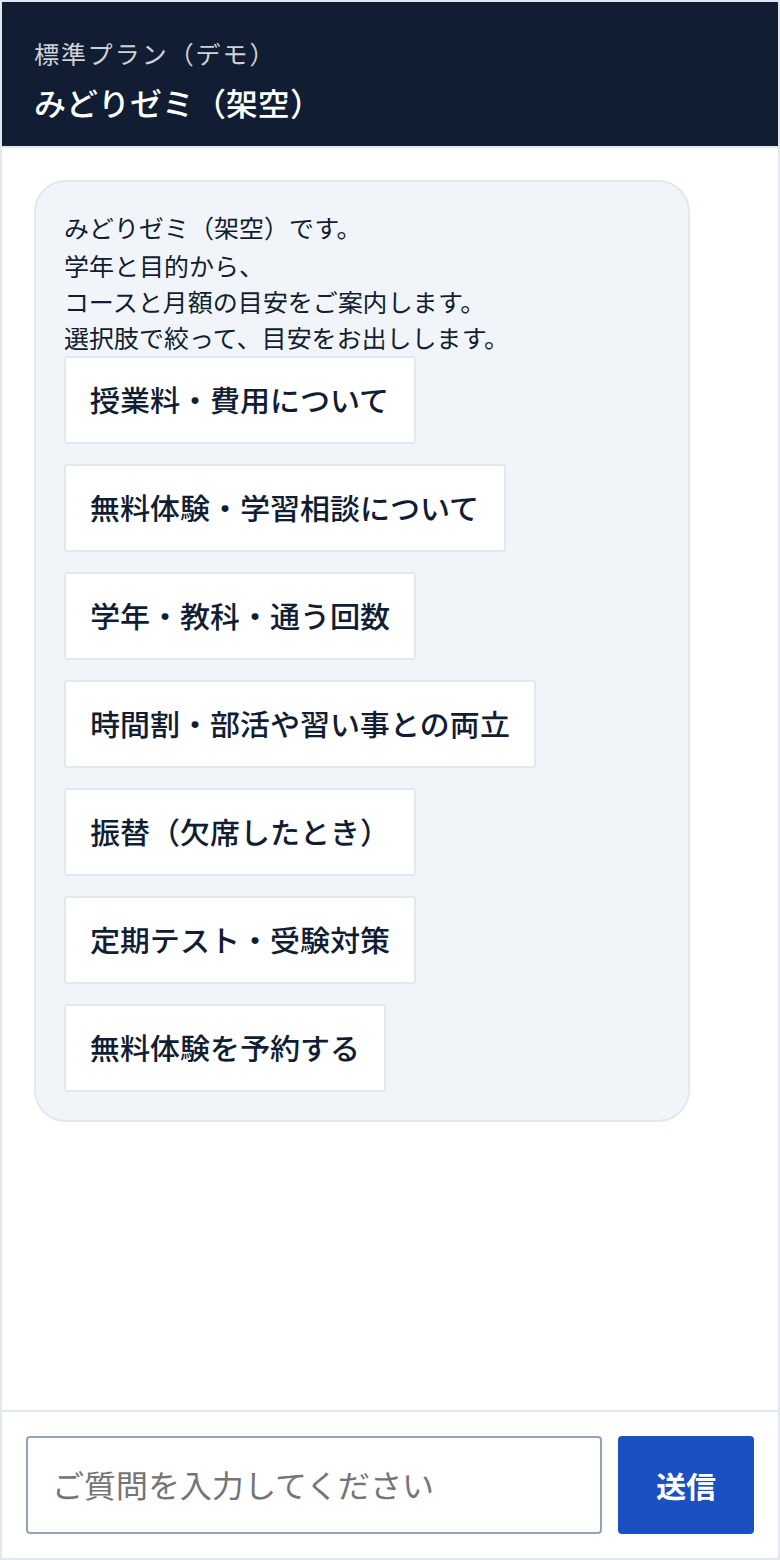 標準プラン（デモ）
みどりゼミ（架空）
みどりゼミ（架空）です。
学年と目的から、
コースと月額の目安をご案内します。
選択肢で絞って、目安をお出しします。
授業料・費用について
無料体験・学習相談について
学年・教科・通う回数
時間割・部活や習い事との両立
振替（欠席したとき）
定期テスト・受験対策
無料体験を予約する
ご質問を入力してください
送信